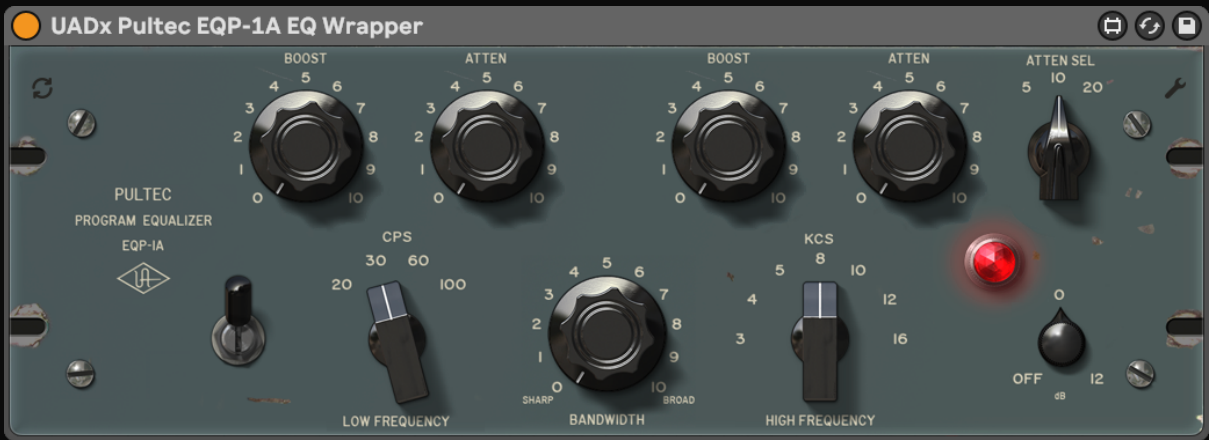 UADx Pultec EQP-1A EQ Wrapper
BOOST
0 1 2 3 4 5 6 7 8 9 10
ATTEN
0 1 2 3 4 5 6 7 8 9 10
BOOST
0 1 2 3 4 5 6 7 8 9 10
ATTEN
0 1 2 3 4 5 6 7 8 9 10
ATTEN SEL
5 10 20
PULTEC
PROGRAM EQUALIZER
EQP-1A
UA
CPS
20 30 60 100
LOW FREQUENCY
0 1 2 3 4 5 6 7 8 9 10
SHARP
BROAD
BANDWIDTH
KCS
3 4 5 8 10 12 16
HIGH FREQUENCY
0
OFF
12
dB